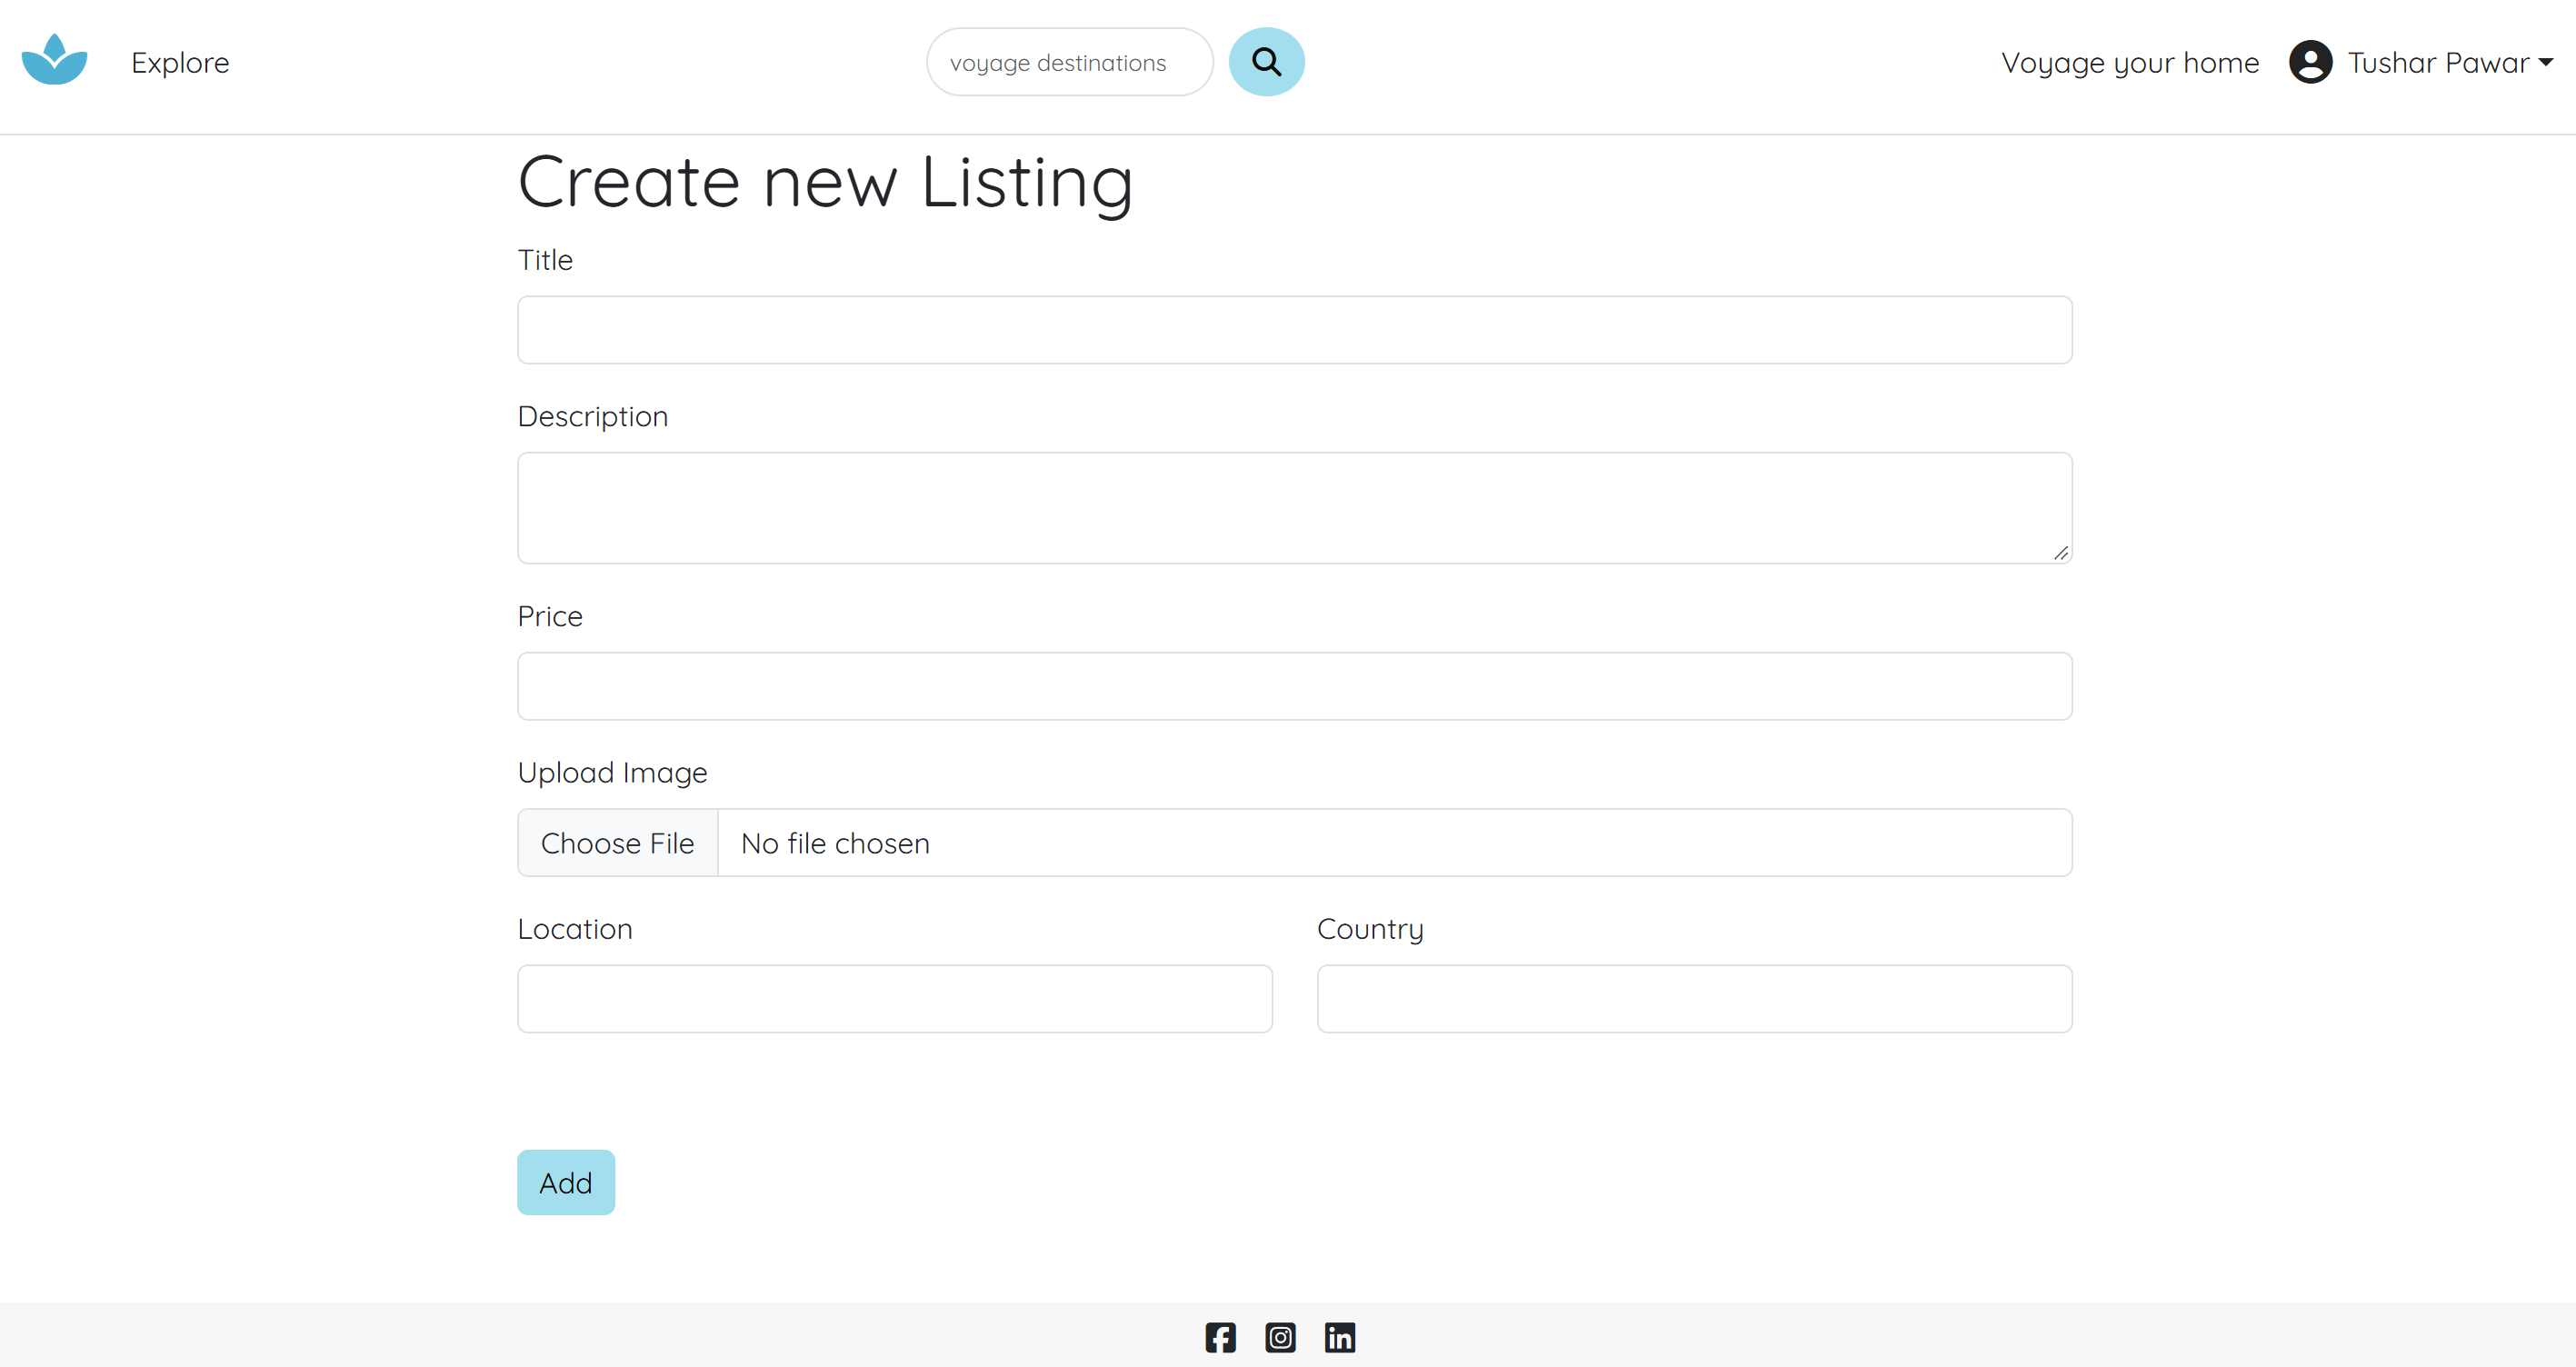 Explore
voyage destinations
Voyage your home
Tushar Pawar
Create new Listing
Title
Description
Price
Upload Image
Choose File
No file chosen
Location
Country
Add